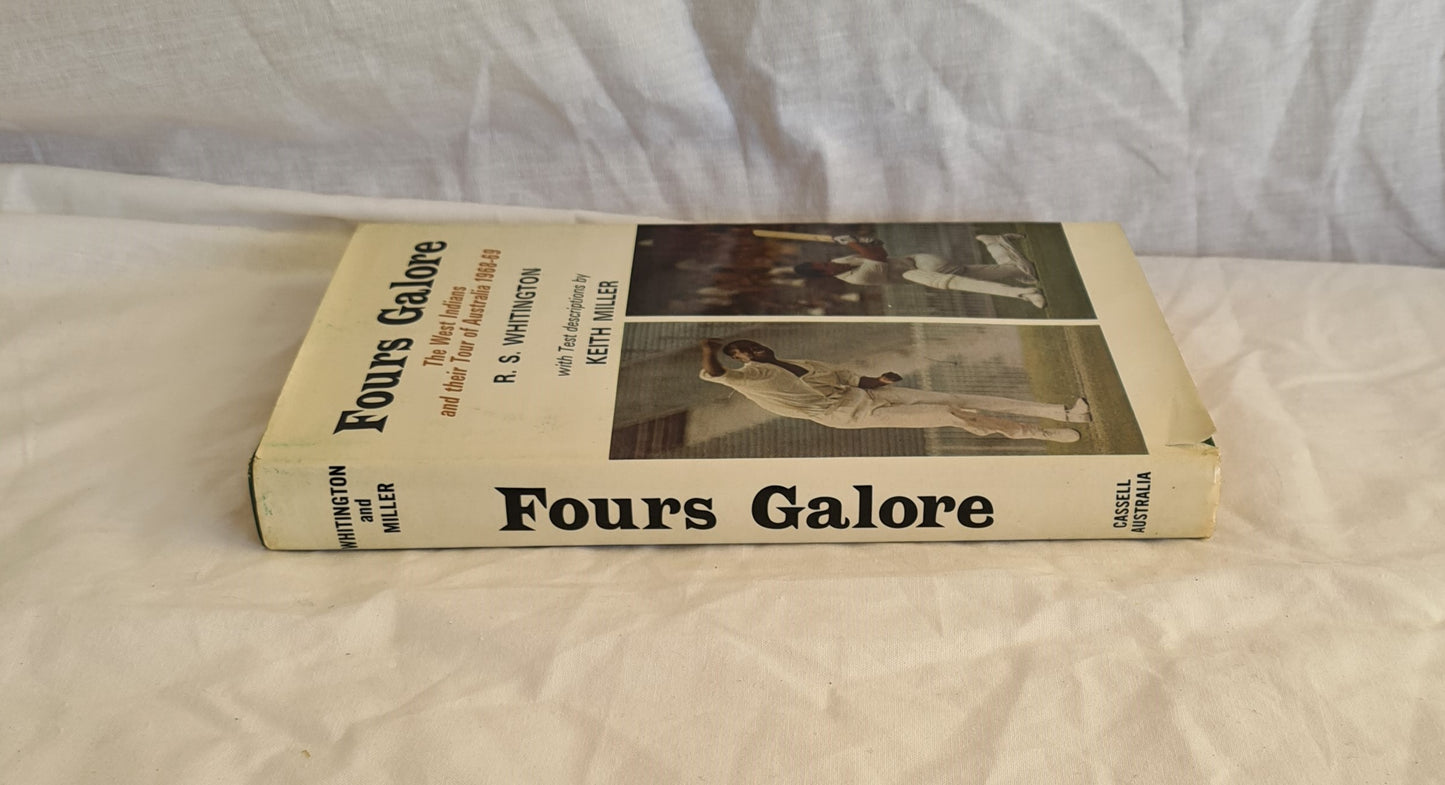 Fours Galore
The West Indians
and their Tour of Australia 1968-69
R. S. WHITINGTON
with Test descriptions by
KEITH MILLER
WHITINGTON
and
MILLER
Fours Galore
CASSELL
AUSTRALIA